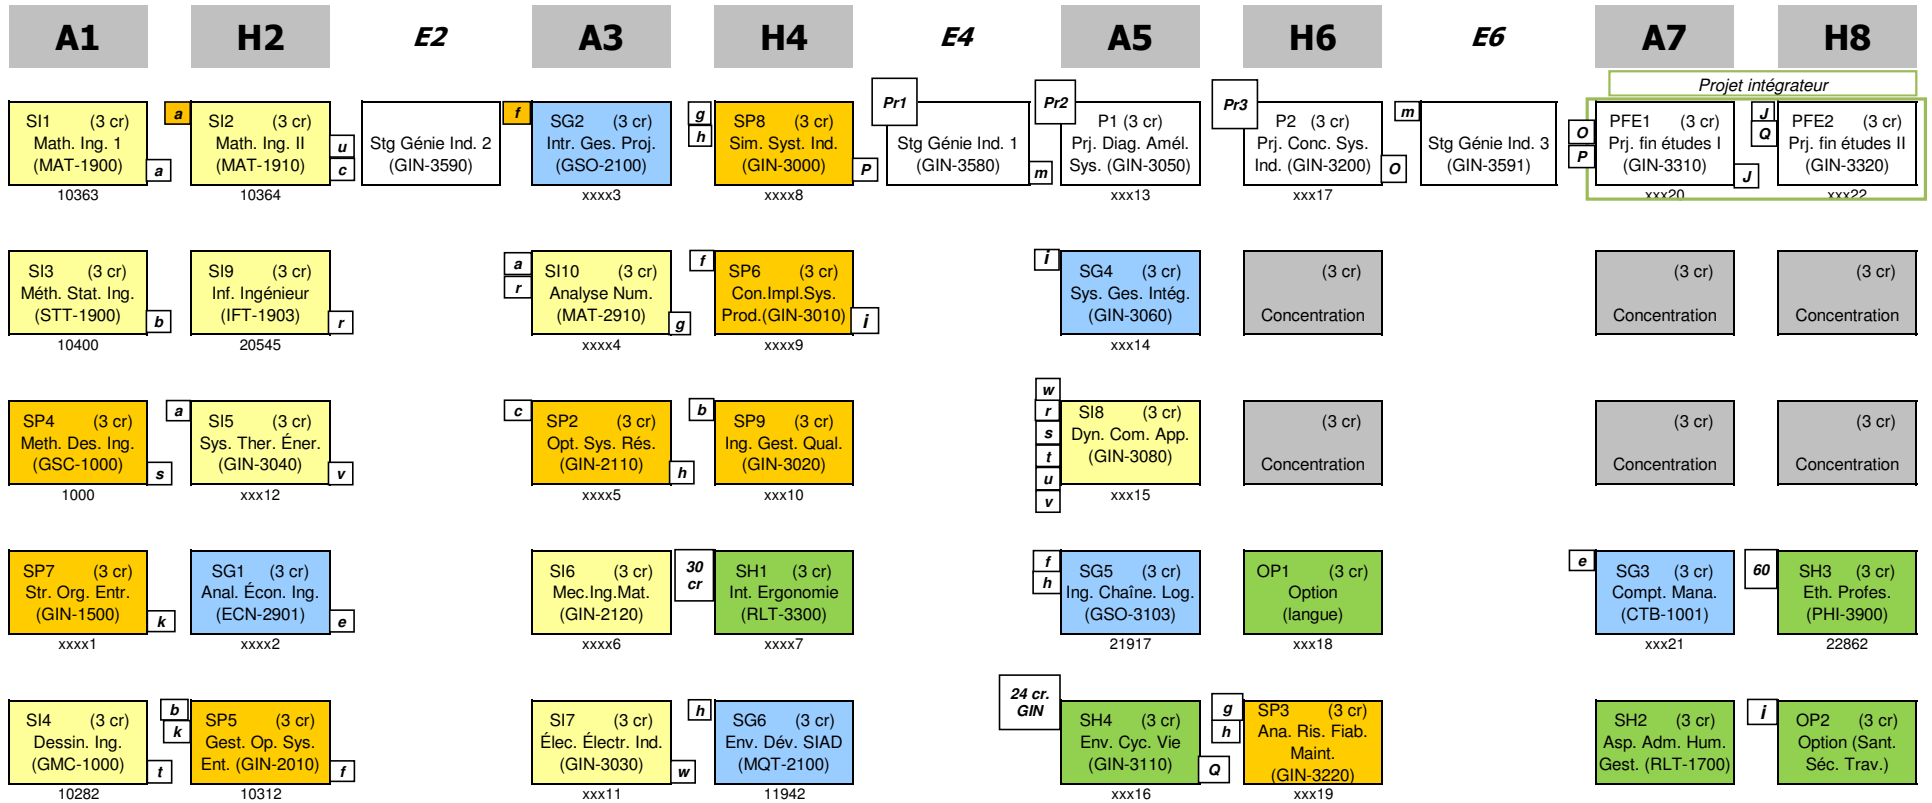 A1 H2 E2 A3 H4 E4 A5 H6 E6 A7 H8
Projet intégrateur
SI1 (3 cr)
Math. Ing. 1
(MAT-1900)
a
10363
a
SI2 (3 cr)
Math. Ing. II
(MAT-1910)
u
c
10364
Stg Génie Ind. 2
(GIN-3590)
f
SG2 (3 cr)
Intr. Ges. Proj.
(GSO-2100)
xxxx3
g
h
SP8 (3 cr)
Sim. Syst. Ind.
(GIN-3000)
P
xxxx8
Pr1
Stg Génie Ind. 1
(GIN-3580)
m
Pr2
P1 (3 cr)
Prj. Diag. Amél.
Sys. (GIN-3050)
xxx13
Pr3
P2 (3 cr)
Prj. Conc. Sys.
Ind. (GIN-3200)
O
xxx17
m
Stg Génie Ind. 3
(GIN-3591)
O
P
PFE1 (3 cr)
Prj. fin études I
(GIN-3310)
J
xxx20
J
Q
PFE2 (3 cr)
Prj. fin études II
(GIN-3320)
xxx22
SI3 (3 cr)
Méth. Stat. Ing.
(STT-1900)
b
10400
SI9 (3 cr)
Inf. Ingénieur
(IFT-1903)
r
20545
a
r
SI10 (3 cr)
Analyse Num.
(MAT-2910)
g
xxxx4
f
SP6 (3 cr)
Con.Impl.Sys.
Prod.(GIN-3010)
i
xxxx9
i
SG4 (3 cr)
Sys. Ges. Intég.
(GIN-3060)
xxx14
(3 cr)
Concentration
(3 cr)
Concentration
(3 cr)
Concentration
SP4 (3 cr)
Meth. Des. Ing.
(GSC-1000)
s
1000
a
SI5 (3 cr)
Sys. Ther. Éner.
(GIN-3040)
v
xxx12
c
SP2 (3 cr)
Opt. Sys. Rés.
(GIN-2110)
h
xxxx5
b
SP9 (3 cr)
Ing. Gest. Qual.
(GIN-3020)
xxx10
w
r
s
t
u
v
SI8 (3 cr)
Dyn. Com. App.
(GIN-3080)
xxx15
(3 cr)
Concentration
(3 cr)
Concentration
(3 cr)
Concentration
SP7 (3 cr)
Str. Org. Entr.
(GIN-1500)
k
xxxx1
SG1 (3 cr)
Anal. Écon. Ing.
(ECN-2901)
e
xxxx2
SI6 (3 cr)
Mec.Ing.Mat.
(GIN-2120)
xxxx6
30
cr
SH1 (3 cr)
Int. Ergonomie
(RLT-3300)
xxxx7
f
h
SG5 (3 cr)
Ing. Chaîne. Log.
(GSO-3103)
21917
OP1 (3 cr)
Option
(langue)
xxx18
e
SG3 (3 cr)
Compt. Mana.
(CTB-1001)
xxx21
60
SH3 (3 cr)
Eth. Profes.
(PHI-3900)
22862
SI4 (3 cr)
Dessin. Ing.
(GMC-1000)
t
10282
b
k
SP5 (3 cr)
Gest. Op. Sys.
Ent. (GIN-2010)
f
10312
SI7 (3 cr)
Élec. Électr. Ind.
(GIN-3030)
w
xxx11
h
SG6 (3 cr)
Env. Dév. SIAD
(MQT-2100)
11942
24 cr.
GIN
SH4 (3 cr)
Env. Cyc. Vie
(GIN-3110)
Q
xxx16
g
h
SP3 (3 cr)
Ana. Ris. Fiab.
Maint.
(GIN-3220)
xxx19
SH2 (3 cr)
Asp. Adm. Hum.
Gest. (RLT-1700)
i
OP2 (3 cr)
Option (Sant.
Séc. Trav.)